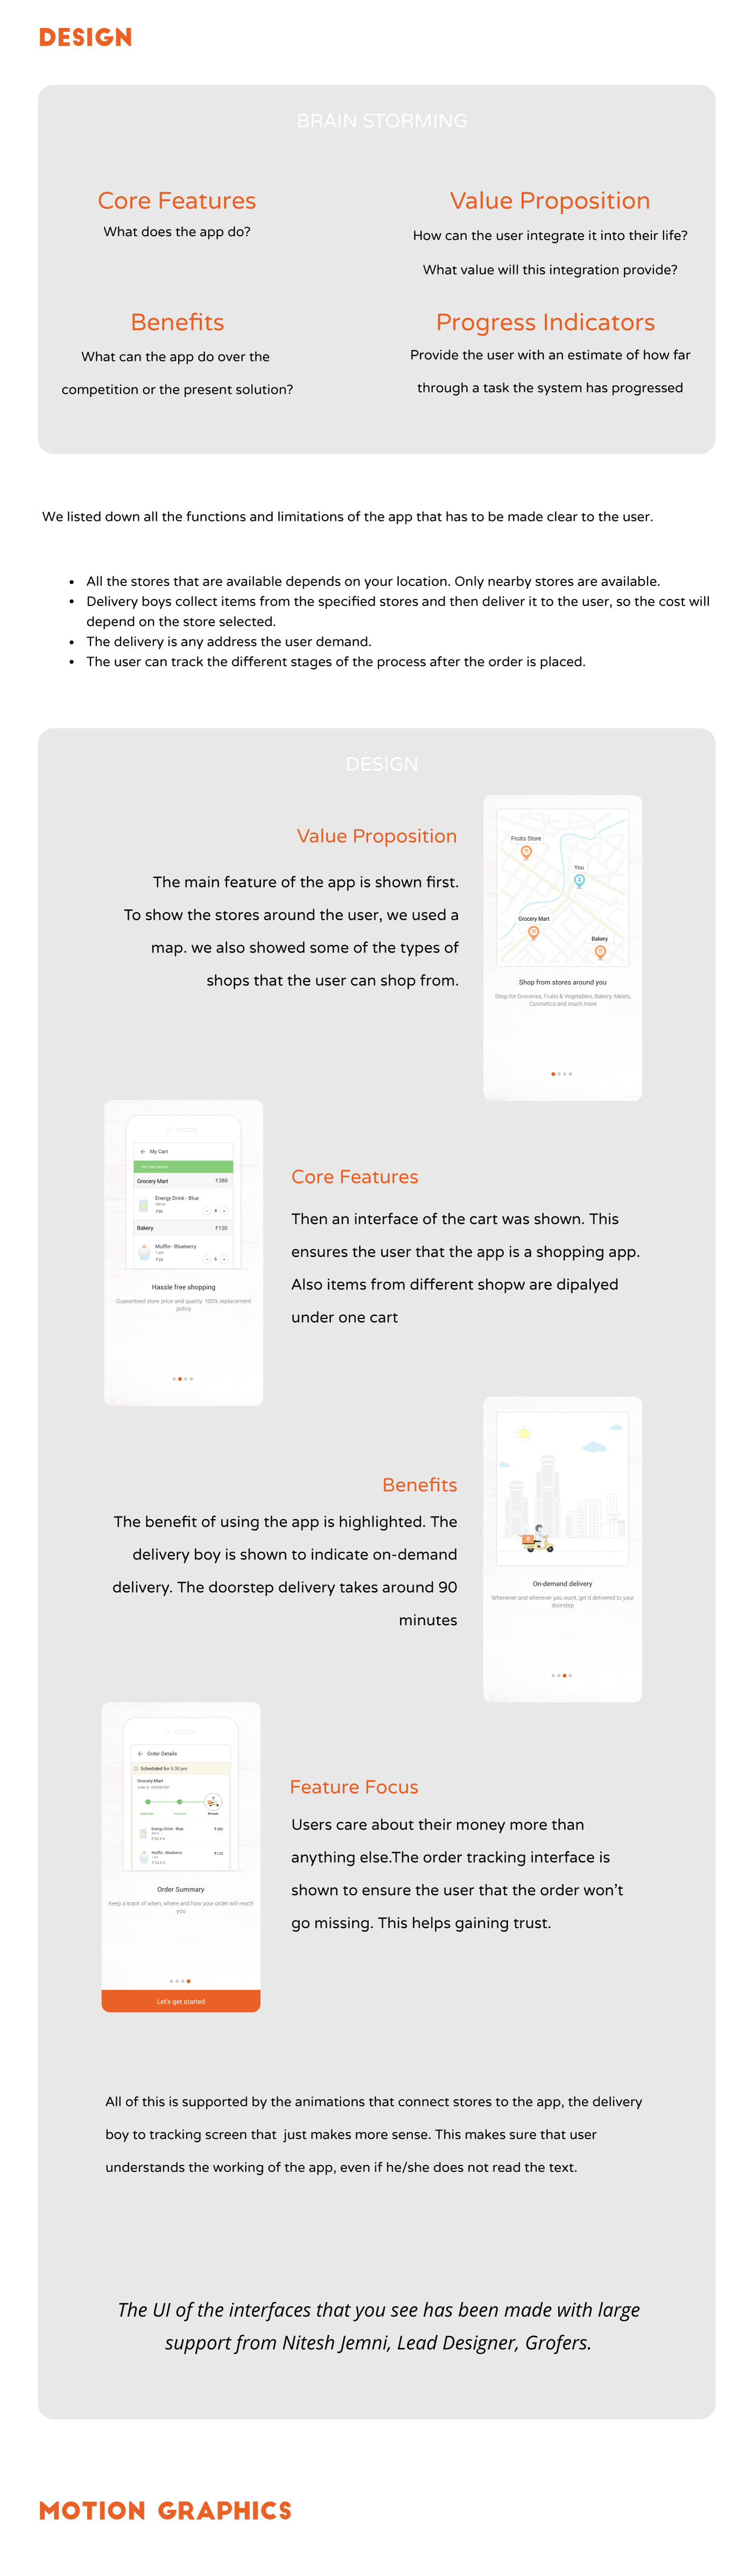 DESIGN
BRAIN STORMING
Core Features
What does the app do?
Value Proposition
How can the user integrate it into their life?
What value will this integration provide?
Benefits
What can the app do over the
competition or the present solution?
Progress Indicators
Provide the user with an estimate of how far
through a task the system has progressed
We listed down all the functions and limitations of the app that has to be made clear to the user.
• All the stores that are available depends on your location. Only nearby stores are available.
• Delivery boys collect items from the specified stores and then deliver it to the user, so the cost will
depend on the store selected.
• The delivery is any address the user demand.
• The user can track the different stages of the process after the order is placed.
DESIGN
Value Proposition
The main feature of the app is shown first.
To show the stores around the user, we used a
map. we also showed some of the types of
shops that the user can shop from.
Fruits Store
You
Grocery Mart
Bakery
Shop from stores around you
Shop for Groceries, Fruits & Vegetables, Bakery, Meats,
Cosmetics and much more
My Cart
Grocery Mart ₹380
Energy Drink - Blue
₹95
- 4 +
Bakery ₹120
Muffin - Blueberry
1 unit
₹24
- 5 +
Hassle free shopping
Guaranteed store price and quality. 100% replacement
policy
Core Features
Then an interface of the cart was shown. This
ensures the user that the app is a shopping app.
Also items from different shopw are dipalyed
under one cart
Benefits
The benefit of using the app is highlighted. The
delivery boy is shown to indicate on-demand
delivery. The doorstep delivery takes around 90
minutes
On-demand delivery
Whenever and wherever you want, get it delivered to your
doorstep
Order Details
Scheduled for 5:30 pm
Grocery Mart
Energy Drink - Blue ₹380
₹ 95 X 4
Muffin - Blueberry ₹120
₹ 24 X 5
Order Summary
Keep a track of when, where and how your order will reach
you
Let's get started
Feature Focus
Users care about their money more than
anything else.The order tracking interface is
shown to ensure the user that the order won't
go missing. This helps gaining trust.
All of this is supported by the animations that connect stores to the app, the delivery
boy to tracking screen that just makes more sense. This makes sure that user
understands the working of the app, even if he/she does not read the text.
The UI of the interfaces that you see has been made with large
support from Nitesh Jemni, Lead Designer, Grofers.
MOTION GRAPHICS